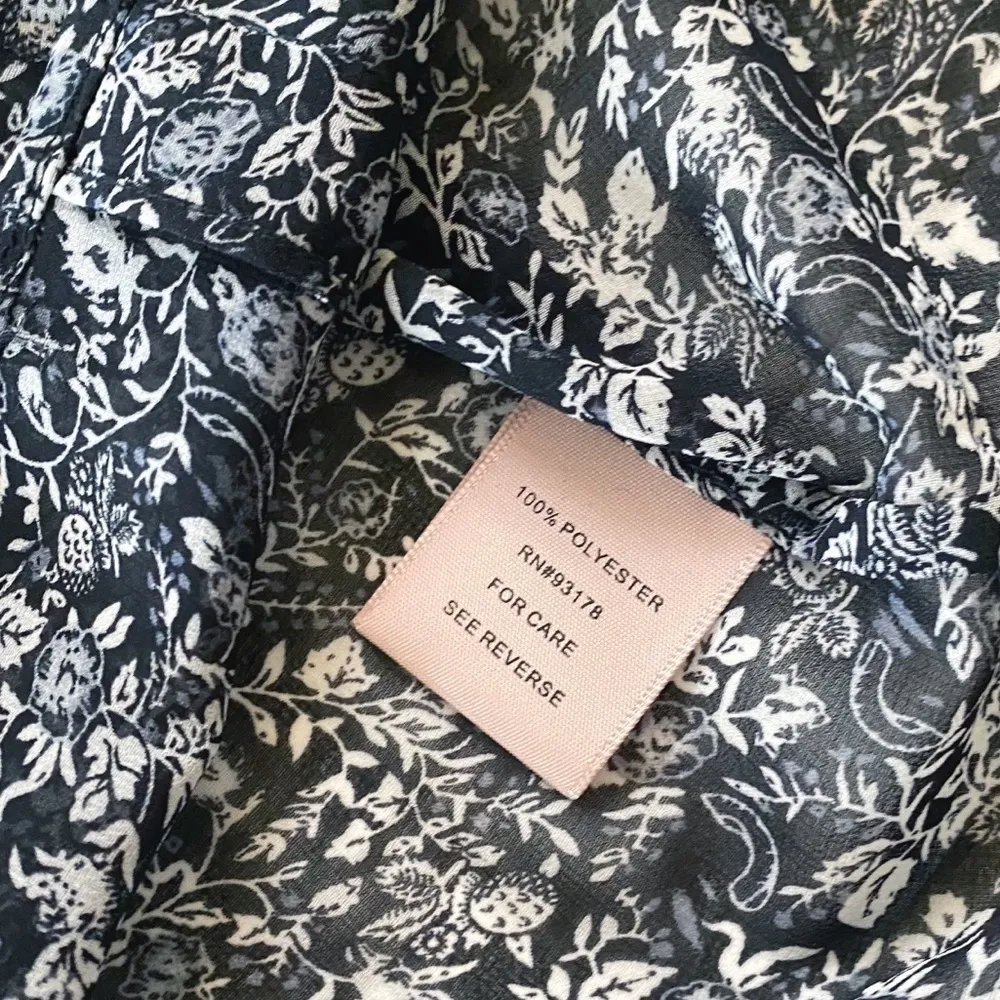 100% POLYESTER
RN#93178
FOR CARE
SEE REVERSE